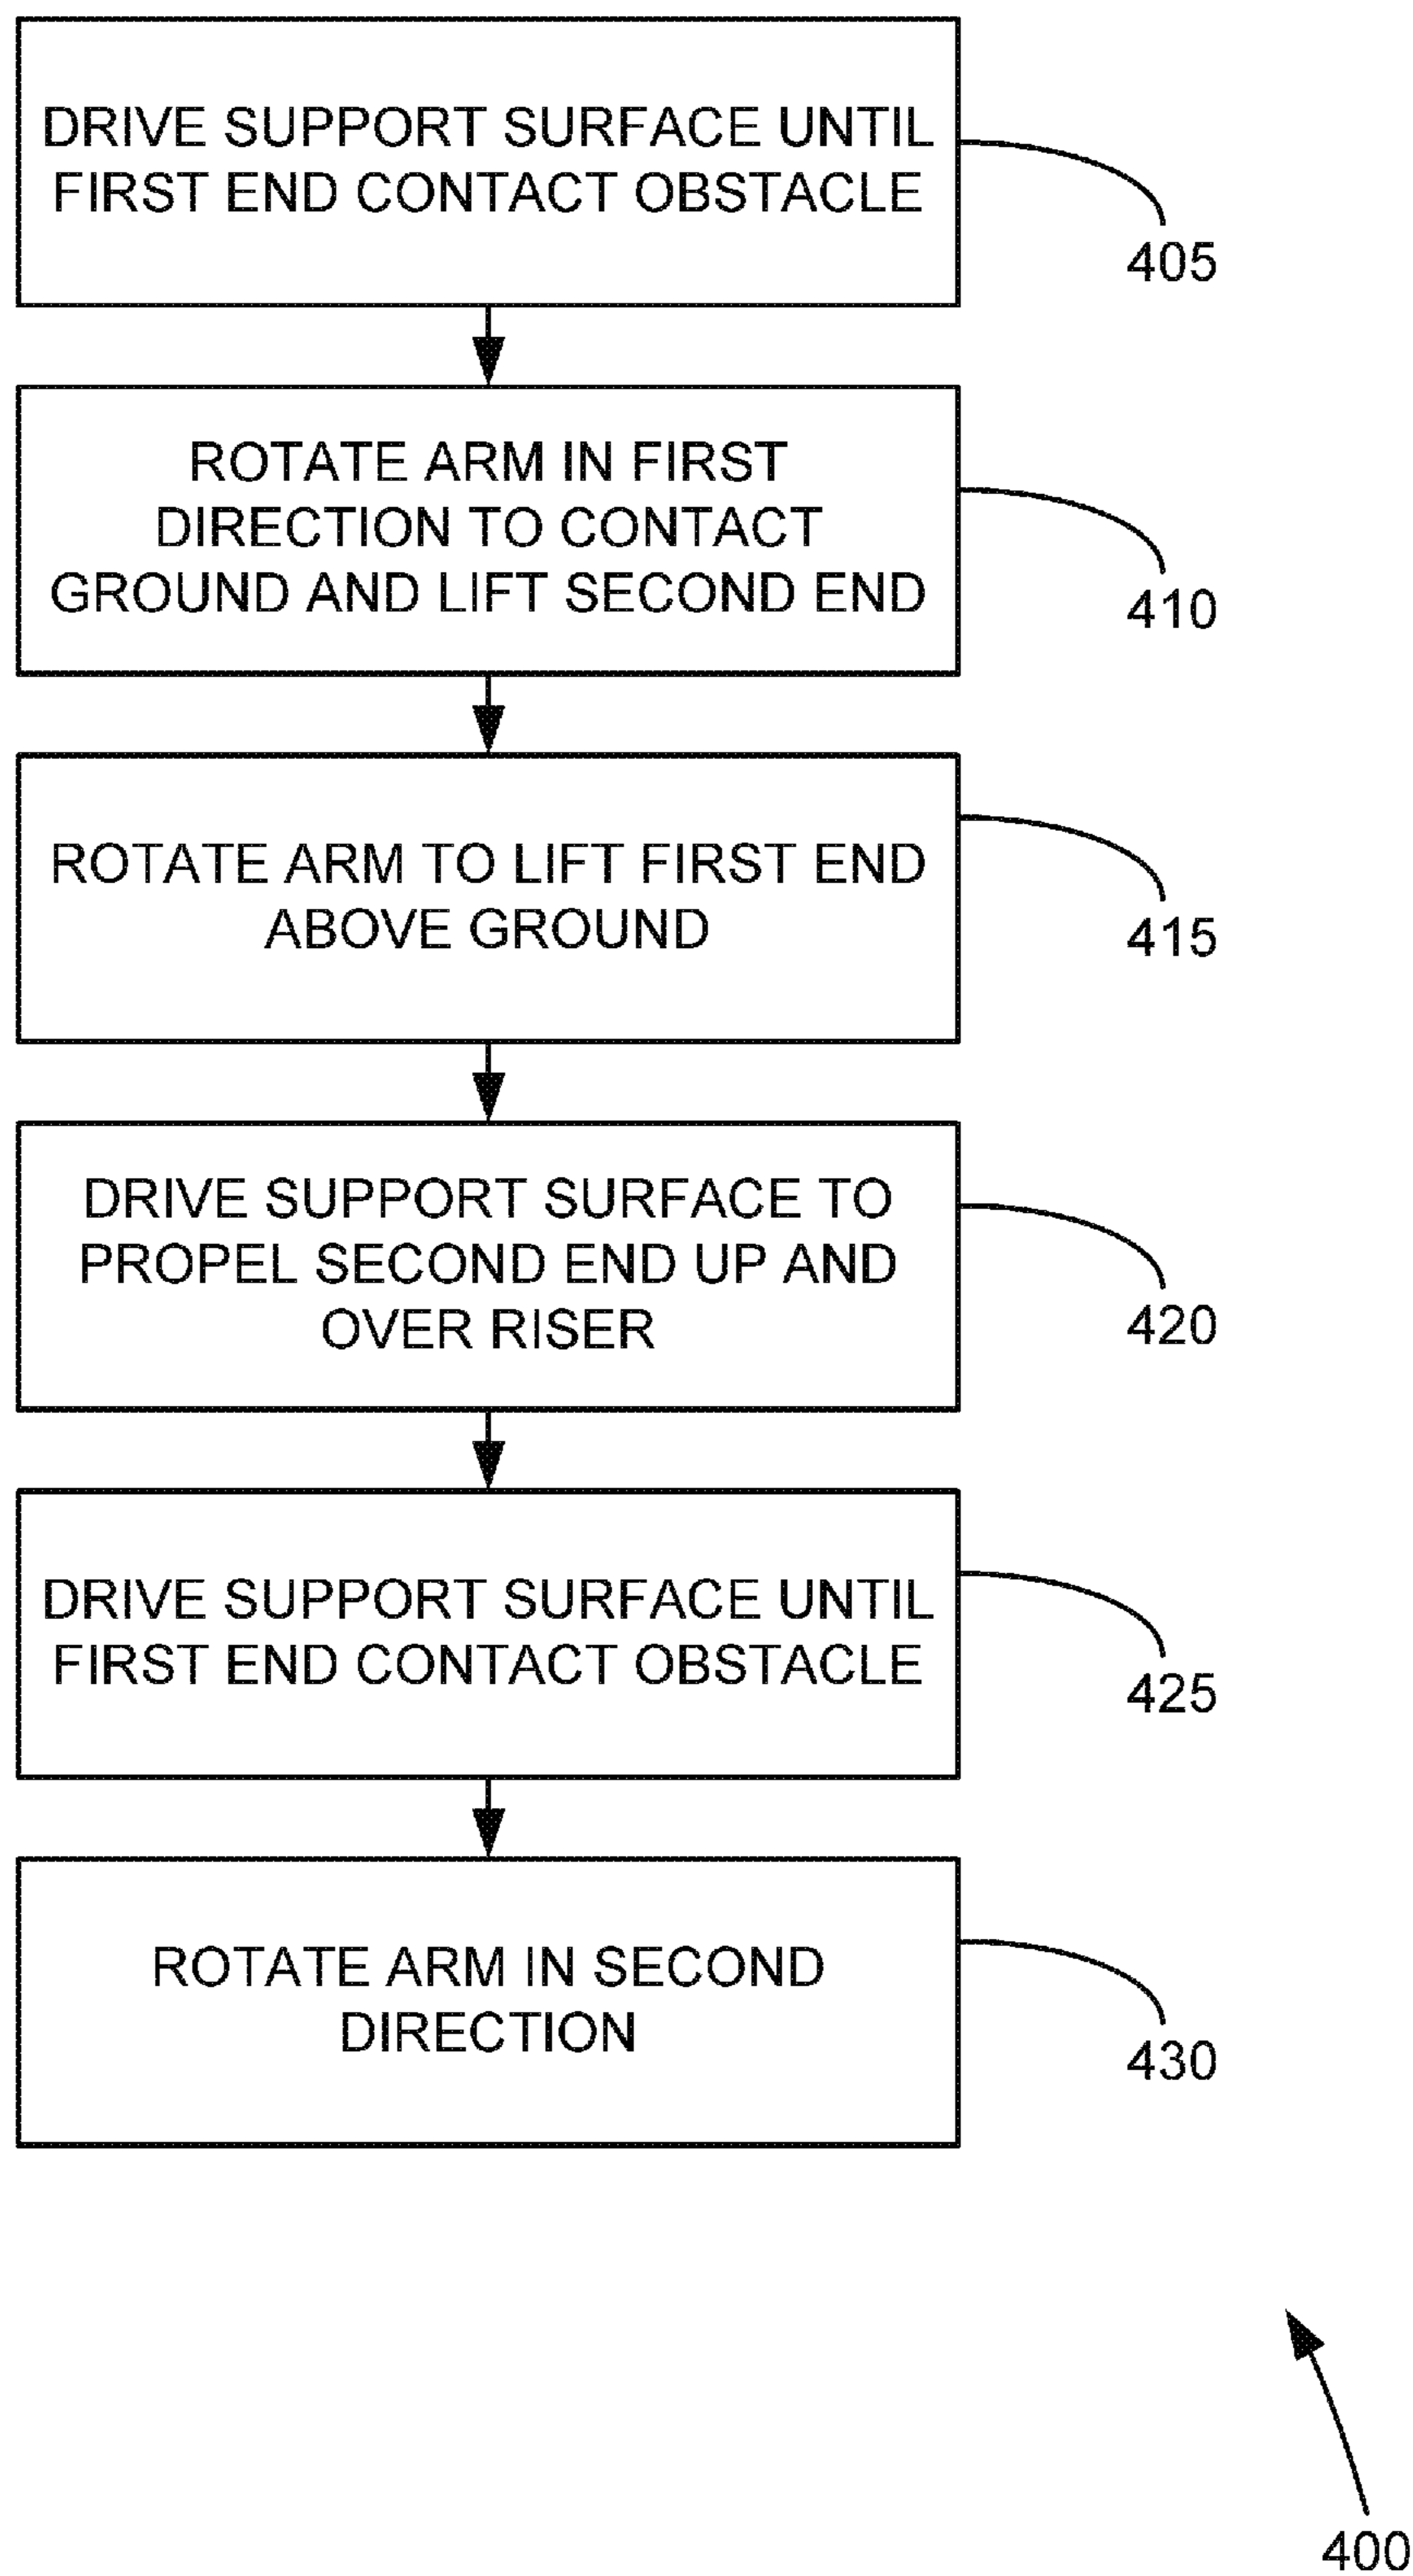 DRIVE SUPPORT SURFACE UNTIL
FIRST END CONTACT OBSTACLE
405
ROTATE ARM IN FIRST
DIRECTION TO CONTACT
GROUND AND LIFT SECOND END
410
ROTATE ARM TO LIFT FIRST END
ABOVE GROUND
415
DRIVE SUPPORT SURFACE TO
PROPEL SECOND END UP AND
OVER RISER
420
DRIVE SUPPORT SURFACE UNTIL
FIRST END CONTACT OBSTACLE
425
ROTATE ARM IN SECOND
DIRECTION
430
400